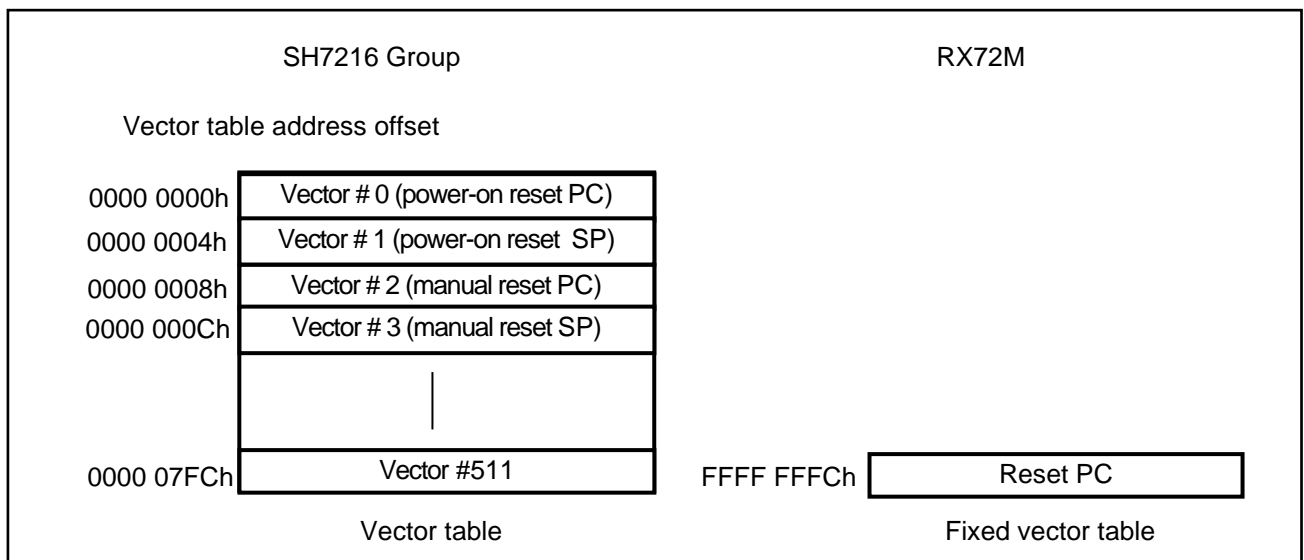 SH7216 Group
RX72M
Vector table address offset
0000 0000h Vector # 0 (power-on reset PC)
0000 0004h Vector # 1 (power-on reset SP)
0000 0008h Vector # 2 (manual reset PC)
0000 000Ch Vector # 3 (manual reset SP)
0000 07FCh Vector #511
FFFF FFFCh Reset PC
Vector table
Fixed vector table